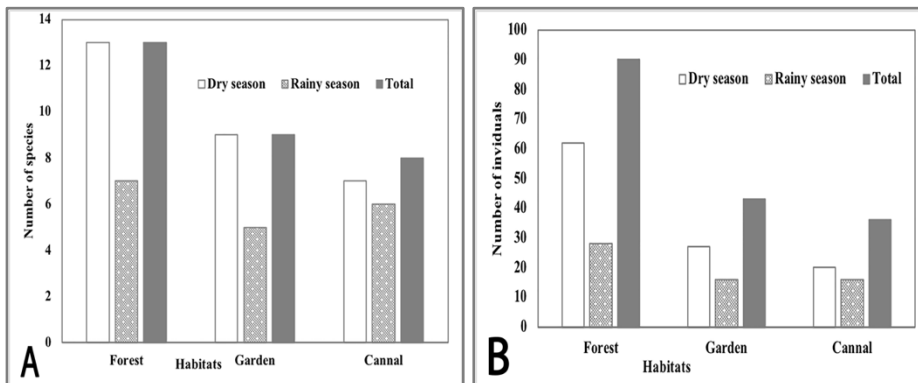 14
12
10
8
6
4
2
0
Number of species
Dry season Rainy season Total
Forest Garden Cannal
Habitats
A
100
90
80
70
60
50
40
30
20
10
0
Number of inviduals
Dry season Rainy season Total
Forest Garden Cannal
Habitats
B